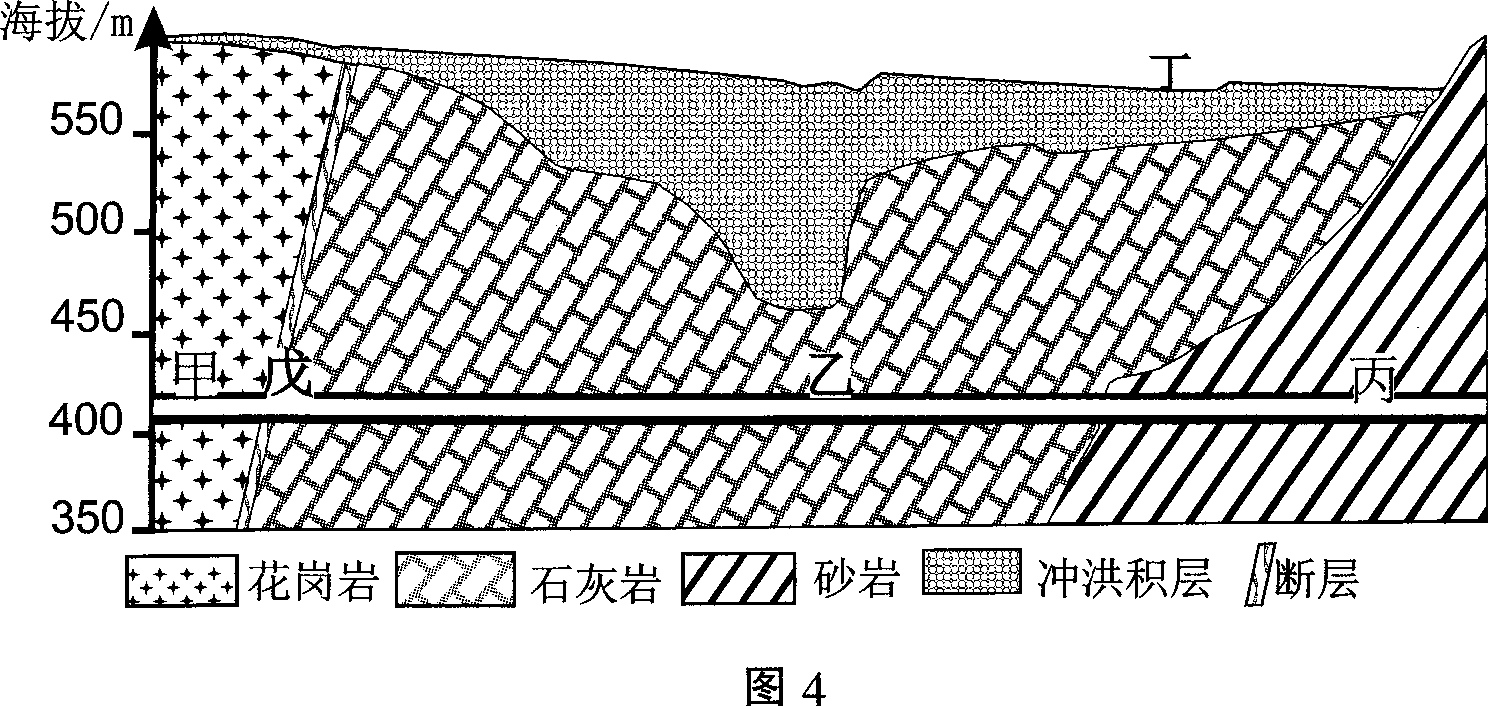 海拔/m
丁
550
500
450
甲 戊 乙 丙
400
350
花岗岩 石灰岩 砂岩 冲洪积层 断层
图 4